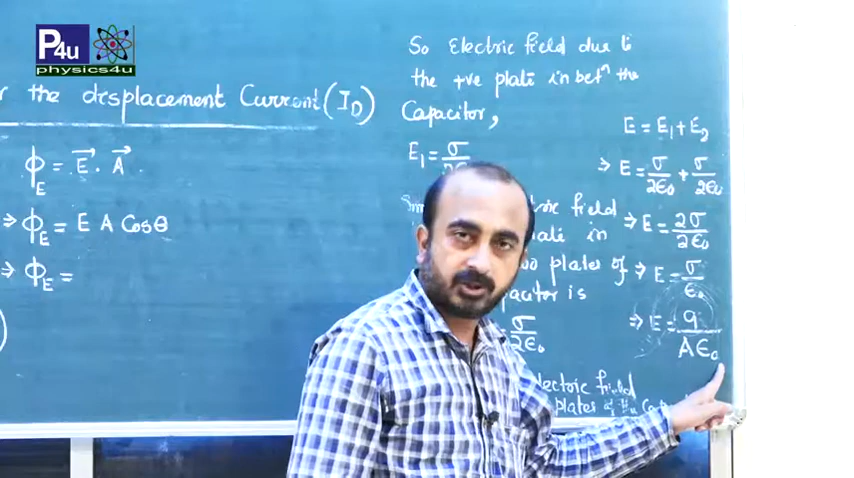 P4u
physics4u
the displacement Current (I_D)
ϕ_E = E⃗ . A⃗ .
⇒ ϕ_E = E A Cosθ
⇒ ϕ_E =
So Electric field due to
the +ve plate in betⁿ the
Capacitor,
E₁ = σ
field
in
plates of
is
σ/2ϵ₀
field
plates of the
E = E₁ + E₂
⇒ E = σ/2ϵ₀ + σ/2ϵ₀
⇒ E = 2σ/2ϵ₀
⇒ E = σ/ϵ₀
⇒ E = q/Aϵ₀